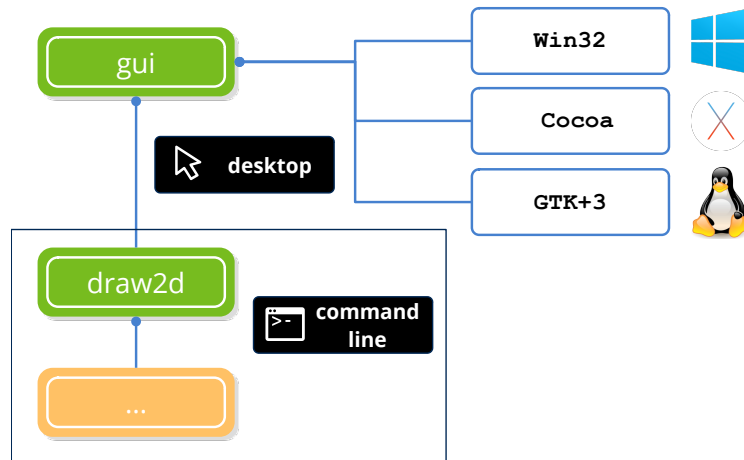 gui
Win32
Cocoa
GTK+3
desktop
draw2d
>-
command
line
...